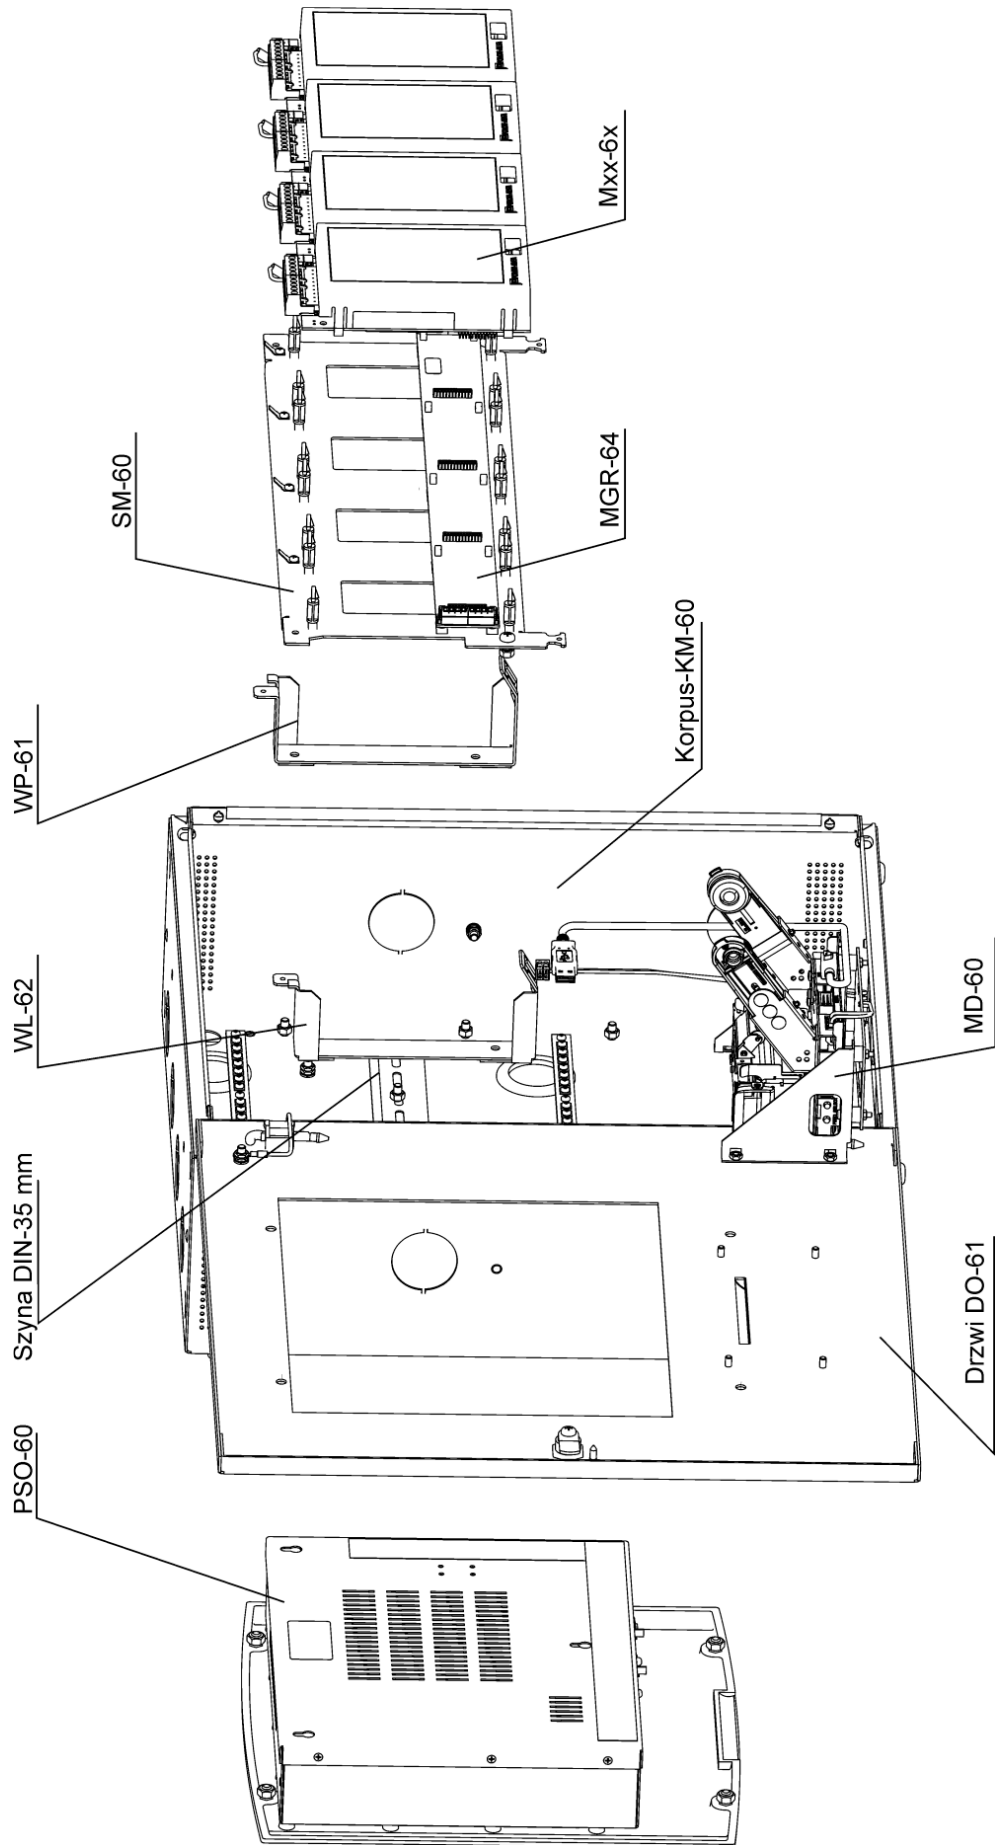 PSO-60
Szyna DIN-35 mm
WL-62
WP-61
SM-60
Mxx-6x
MGR-64
Korpus-KM-60
MD-60
Drzwi DO-61